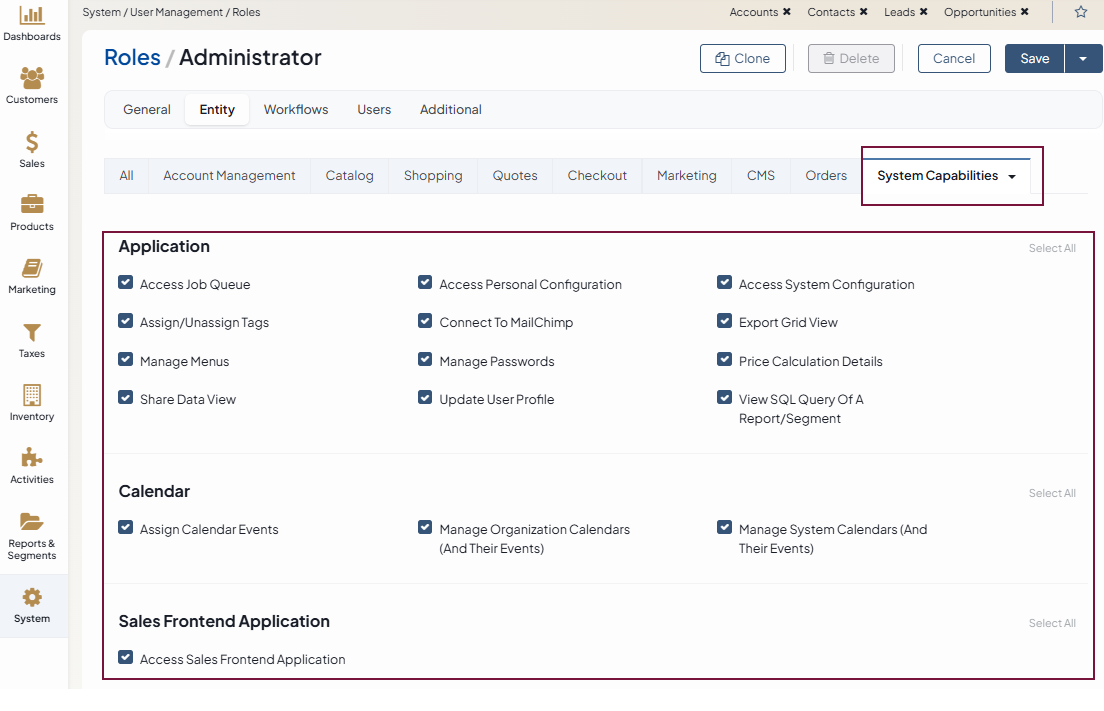 System / User Management / Roles
Accounts ✖ Contacts ✖ Leads ✖ Opportunities ✖
Dashboards
Customers
Sales
Products
Marketing
Taxes
Inventory
Activities
Reports &
Segments
System
Roles / Administrator
Clone Delete Cancel Save
General Entity Workflows Users Additional
All Account Management Catalog Shopping Quotes Checkout Marketing CMS Orders System Capabilities
Application Select All
Access Job Queue Access Personal Configuration Access System Configuration
Assign/Unassign Tags Connect To MailChimp Export Grid View
Manage Menus Manage Passwords Price Calculation Details
Share Data View Update User Profile View SQL Query Of A
Report/Segment
Calendar Select All
Assign Calendar Events Manage Organization Calendars Manage System Calendars (And
(And Their Events) Their Events)
Sales Frontend Application Select All
Access Sales Frontend Application